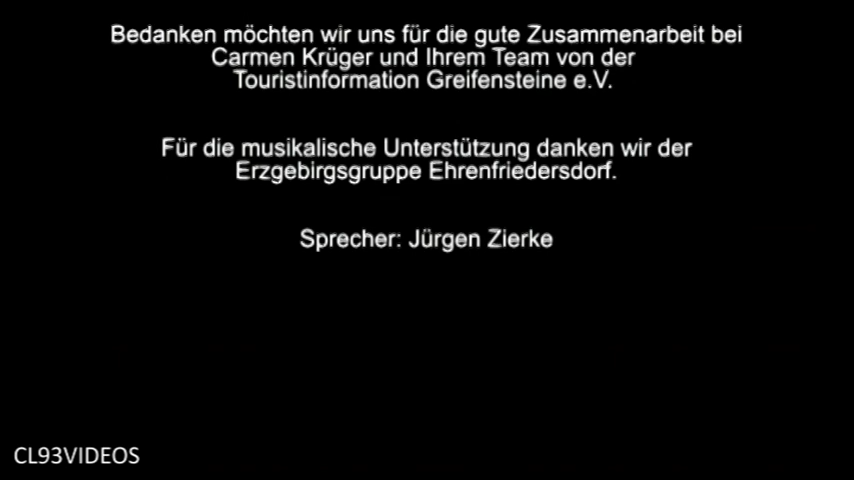 Bedanken möchten wir uns für die gute Zusammenarbeit bei
Carmen Krüger und Ihrem Team von der
Touristinformation Greifensteine e.V.
Für die musikalische Unterstützung danken wir der
Erzgebirgsgruppe Ehrenfriedersdorf.
Sprecher: Jürgen Zierke
CL93VIDEOS